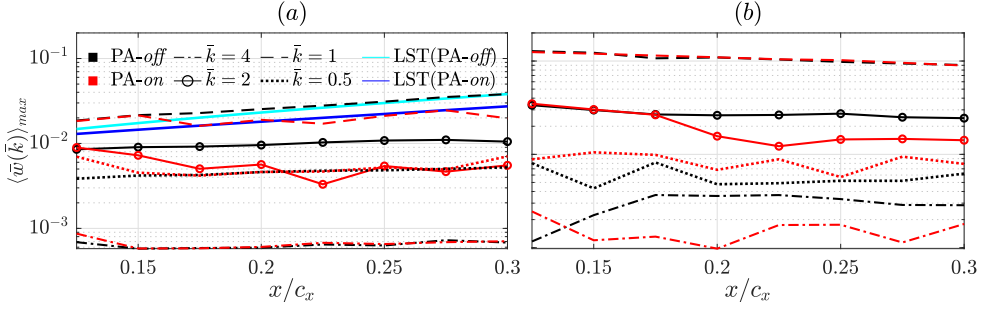 (a) (b)
10⁻¹ PA-off k̄ = 4 k̄ = 1 LST(PA-off)
PA-on k̄ = 2 k̄ = 0.5 LST(PA-on)
10⁻²
10⁻³
⟨w̄(k̄)⟩max
0.15 0.2 0.25 0.3 0.15 0.2 0.25 0.3
x/cₓ x/cₓ